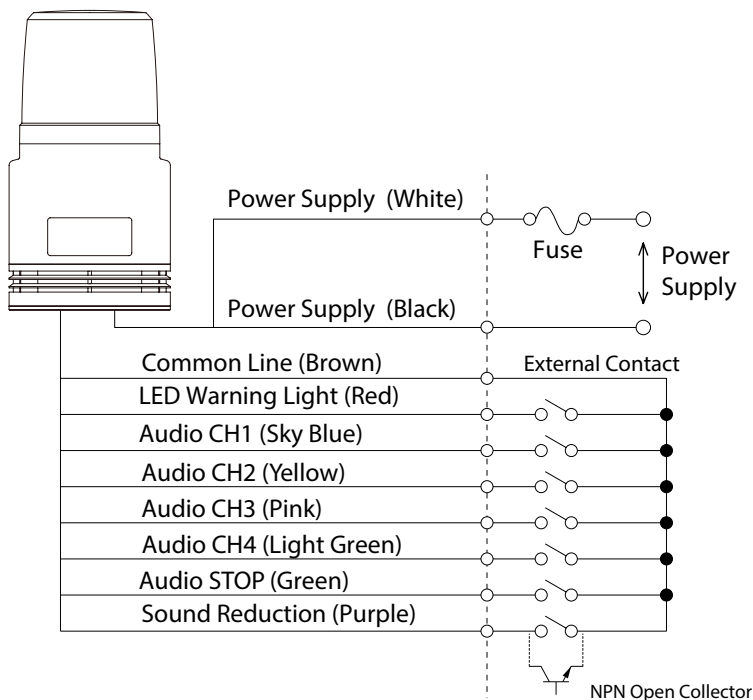 Power Supply (White)
Fuse
Power
Supply
Power Supply (Black)
Common Line (Brown)
External Contact
LED Warning Light (Red)
Audio CH1 (Sky Blue)
Audio CH2 (Yellow)
Audio CH3 (Pink)
Audio CH4 (Light Green)
Audio STOP (Green)
Sound Reduction (Purple)
NPN Open Collector